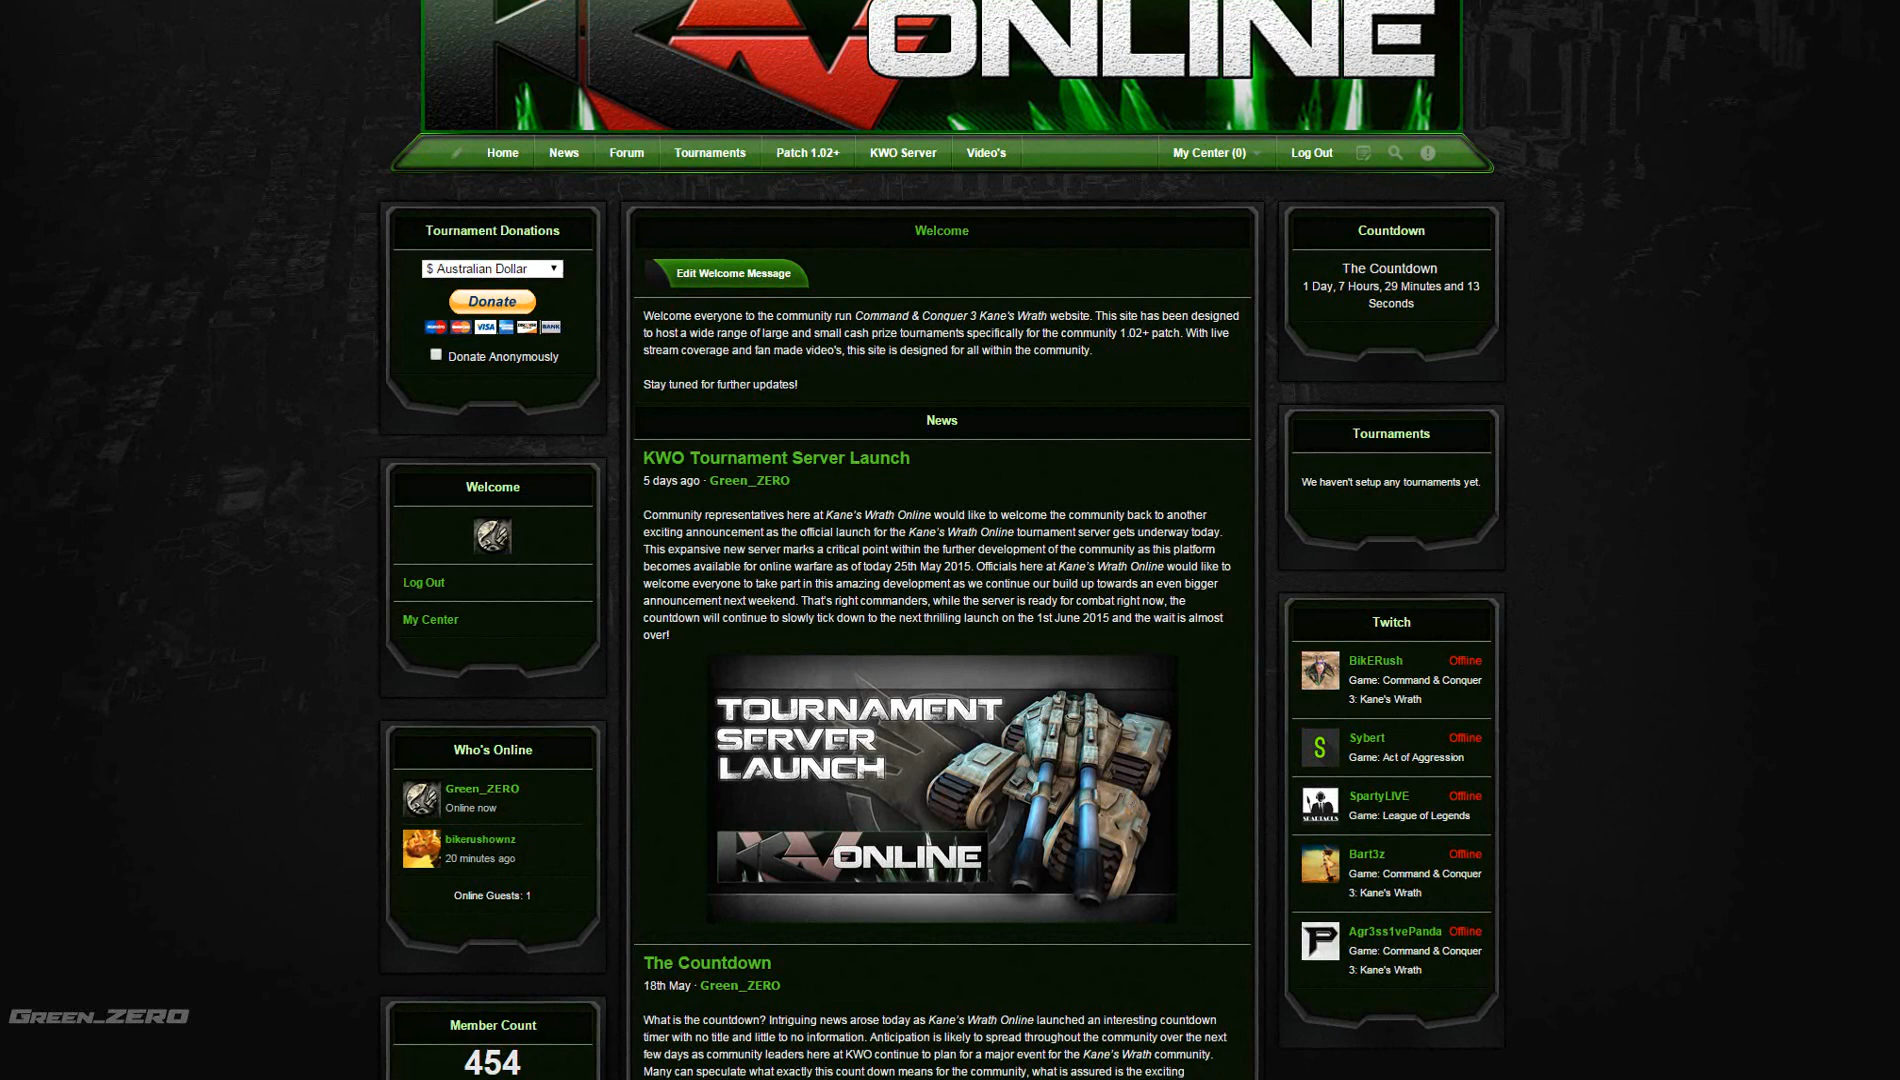 KW ONLINE
Home
News
Forum
Tournaments
Patch 1.02+
KWO Server
Video's
My Center (0)
Log Out
Tournament Donations
$ Australian Dollar
Donate
VISA
BANK
Donate Anonymously
Welcome
Log Out
My Center
Who's Online
Green_ZERO
Online now
bikerushownz
20 minutes ago
Online Guests: 1
Member Count
454
Green_ZERO
Welcome
Edit Welcome Message
Welcome everyone to the community run Command & Conquer 3 Kane's Wrath website. This site has been designed
to host a wide range of large and small cash prize tournaments specifically for the community 1.02+ patch. With live
stream coverage and fan made video's, this site is designed for all within the community.
Stay tuned for further updates!
News
KWO Tournament Server Launch
5 days ago · Green_ZERO
Community representatives here at Kane's Wrath Online would like to welcome the community back to another
exciting announcement as the official launch for the Kane's Wrath Online tournament server gets underway today.
This expansive new server marks a critical point within the further development of the community as this platform
becomes available for online warfare as of today 25th May 2015. Officials here at Kane's Wrath Online would like to
welcome everyone to take part in this amazing development as we continue our build up towards an even bigger
announcement next weekend. That's right commanders, while the server is ready for combat right now, the
countdown will continue to slowly tick down to the next thrilling launch on the 1st June 2015 and the wait is almost
over!
TOURNAMENT
SERVER
LAUNCH
KW ONLINE
The Countdown
18th May · Green_ZERO
What is the countdown? Intriguing news arose today as Kane's Wrath Online launched an interesting countdown
timer with no title and little to no information. Anticipation is likely to spread throughout the community over the next
few days as community leaders here at KWO continue to plan for a major event for the Kane's Wrath community.
Many can speculate what exactly this count down means for the community, what is assured is the exciting
Countdown
The Countdown
1 Day, 7 Hours, 29 Minutes and 13
Seconds
Tournaments
We haven't setup any tournaments yet.
Twitch
BikERush Offline
Game: Command & Conquer
3: Kane's Wrath
S
Sybert Offline
Game: Act of Aggression
SPARTACUS
SpartyLIVE Offline
Game: League of Legends
Bart3z Offline
Game: Command & Conquer
3: Kane's Wrath
P
Agr3ss1vePanda Offline
Game: Command & Conquer
3: Kane's Wrath